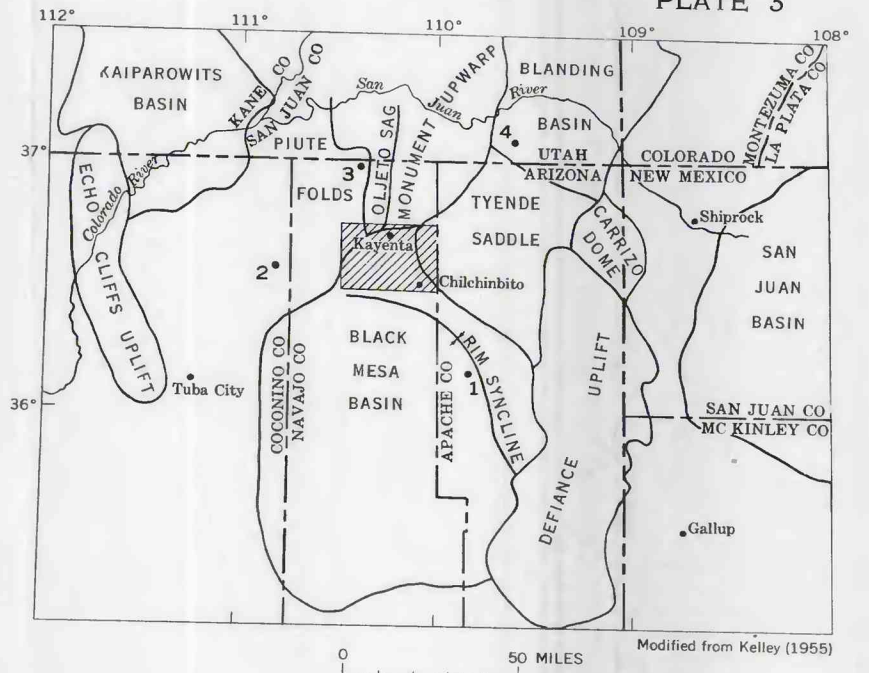 PLATE 3
112°
111°
110°
109°
108°
KAIPAROWITS
BASIN
KANE CO
SAN JUAN CO
San
Juan
River
UPWARP
BLANDING
BASIN
MONTEZUMA CO
LA PLATA CO
37°
PIUTE
FOLDS
3
OLJETO SAG
MONUMENT
4
UTAH
ARIZONA
COLORADO
NEW MEXICO
ECHO
CLIFFS
UPLIFT
Colorado
River
TYENDE
SADDLE
CARRIZO
DOME
Shiprock
SAN
JUAN
BASIN
2
Kayenta
Chilchinbito
BLACK
MESA
BASIN
RIM SYNCLINE
1
Tuba City
36°
COCONINO CO
NAVAJO CO
APACHE CO
DEFIANCE
UPLIFT
SAN JUAN CO
MC KINLEY CO
Gallup
Modified from Kelley (1955)
0
50 MILES